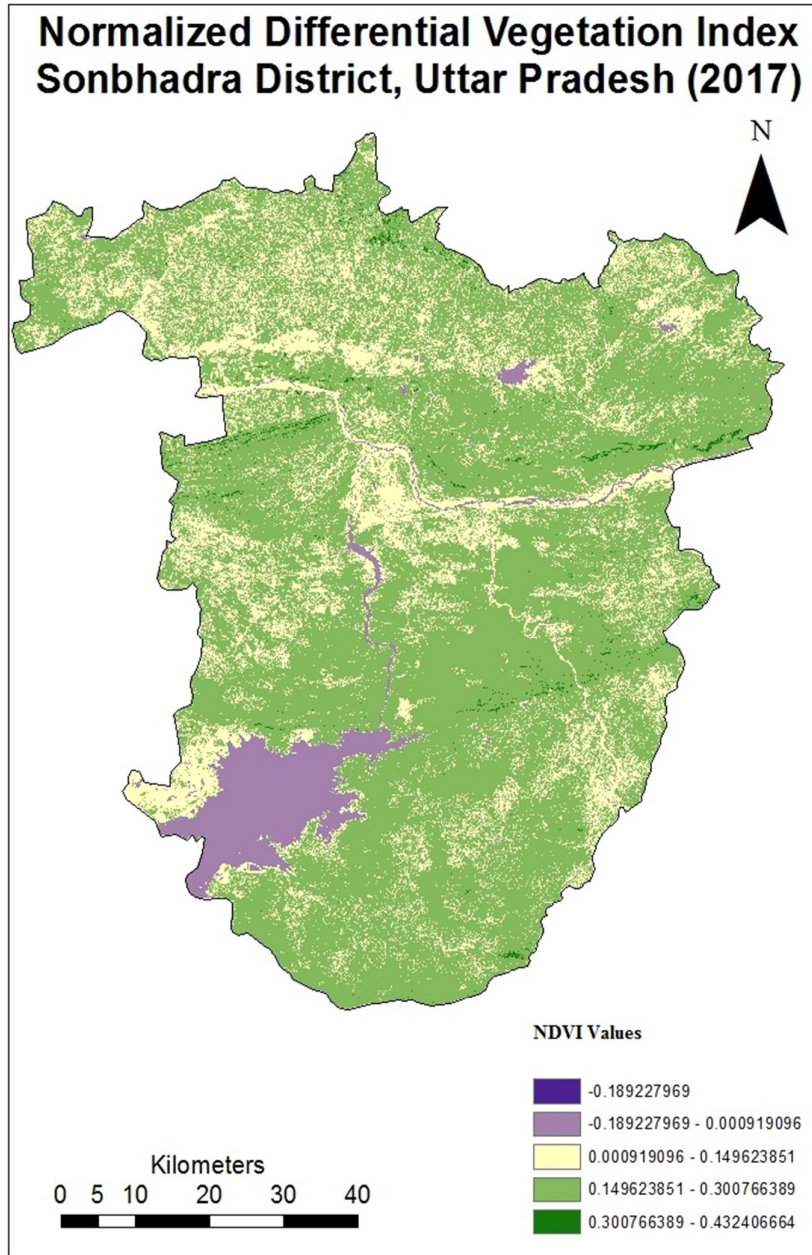 Normalized Differential Vegetation Index
Sonbhadra District, Uttar Pradesh (2017)
N
NDVI Values
-0.189227969
-0.189227969 - 0.000919096
0.000919096 - 0.149623851
0.149623851 - 0.300766389
0.300766389 - 0.432406664
Kilometers
0 5 10 20 30 40